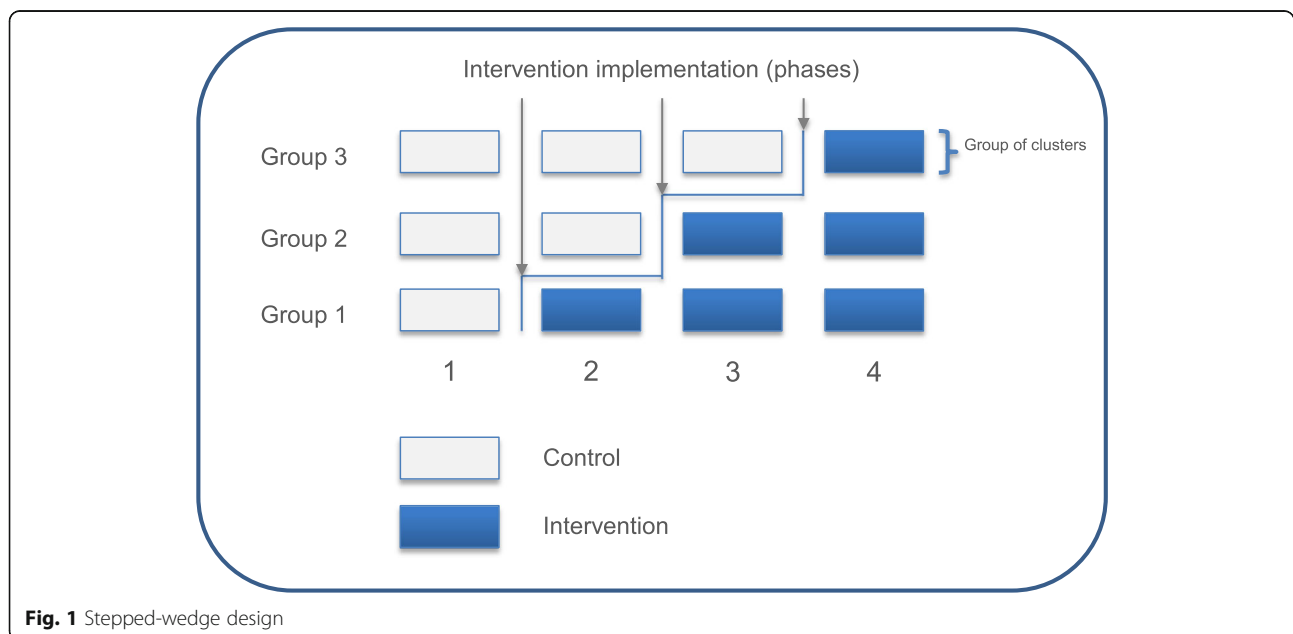 Intervention implementation (phases)
Group 3
Group of clusters
Group 2
Group 1
1 2 3 4
Control
Intervention
Fig. 1 Stepped-wedge design